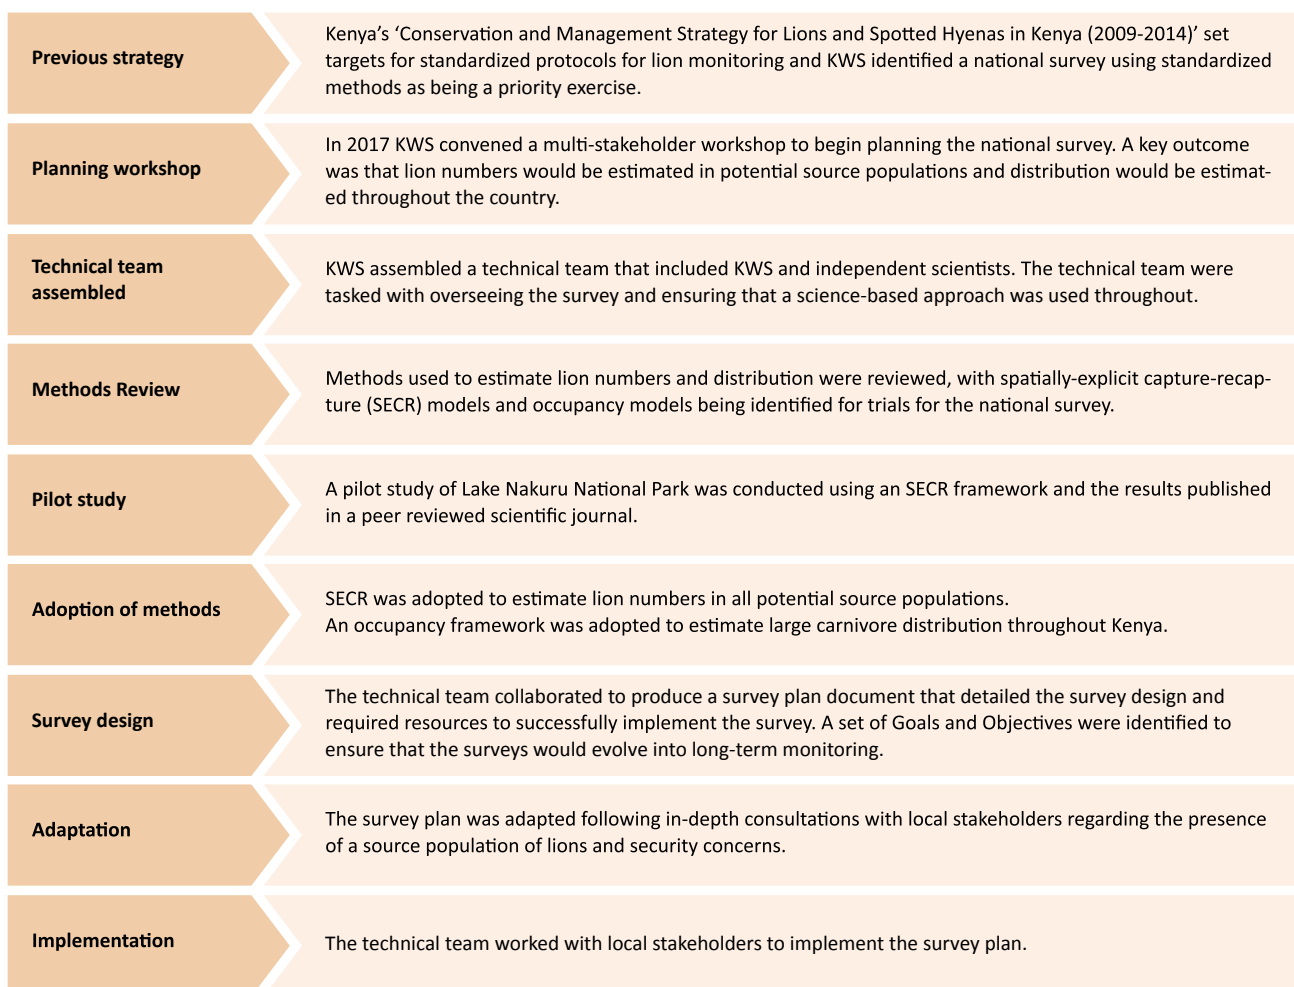 Previous strategy
Kenya’s ‘Conservation and Management Strategy for Lions and Spotted Hyenas in Kenya (2009-2014)’ set
targets for standardized protocols for lion monitoring and KWS identified a national survey using standardized
methods as being a priority exercise.
Planning workshop
In 2017 KWS convened a multi-stakeholder workshop to begin planning the national survey. A key outcome
was that lion numbers would be estimated in potential source populations and distribution would be estimat-
ed throughout the country.
Technical team
assembled
KWS assembled a technical team that included KWS and independent scientists. The technical team were
tasked with overseeing the survey and ensuring that a science-based approach was used throughout.
Methods Review
Methods used to estimate lion numbers and distribution were reviewed, with spatially-explicit capture-recap-
ture (SECR) models and occupancy models being identified for trials for the national survey.
Pilot study
A pilot study of Lake Nakuru National Park was conducted using an SECR framework and the results published
in a peer reviewed scientific journal.
Adoption of methods
SECR was adopted to estimate lion numbers in all potential source populations.
An occupancy framework was adopted to estimate large carnivore distribution throughout Kenya.
Survey design
The technical team collaborated to produce a survey plan document that detailed the survey design and
required resources to successfully implement the survey. A set of Goals and Objectives were identified to
ensure that the surveys would evolve into long-term monitoring.
Adaptation
The survey plan was adapted following in-depth consultations with local stakeholders regarding the presence
of a source population of lions and security concerns.
Implementation
The technical team worked with local stakeholders to implement the survey plan.